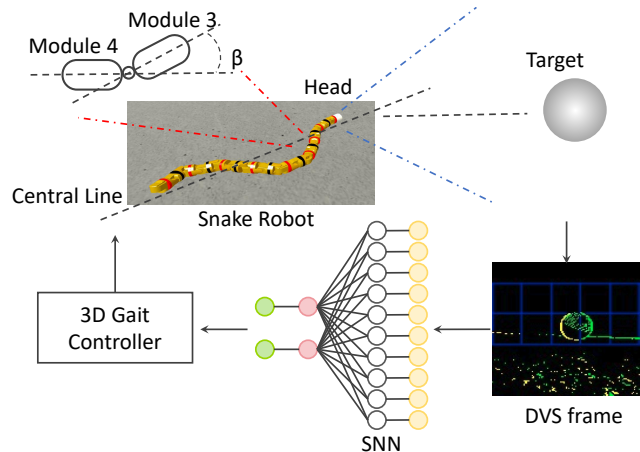 Module 3
Module 4
β
Head
Target
Central Line
Snake Robot
3D Gait
Controller
SNN
DVS frame